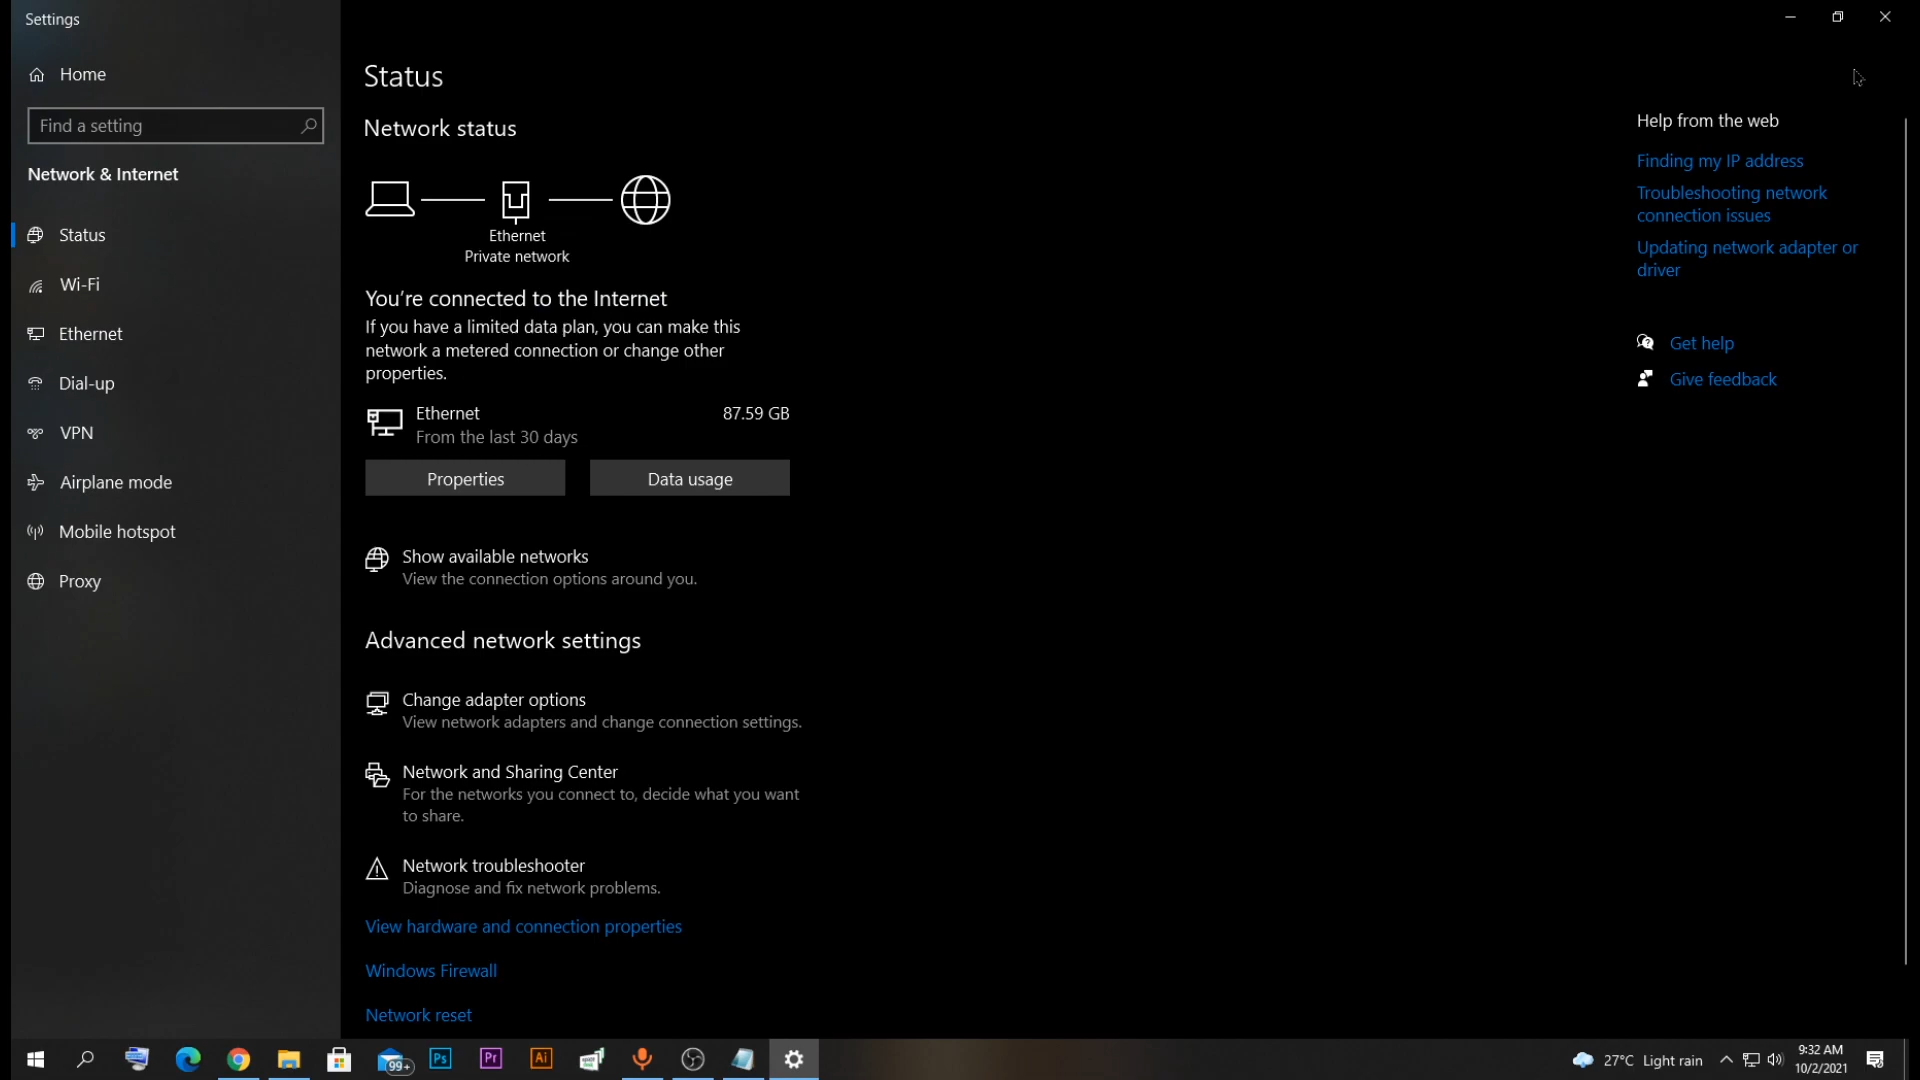 Settings
Home
Find a setting
Network & Internet
Status
Wi-Fi
Ethernet
Dial-up
VPN
Airplane mode
Mobile hotspot
Proxy
Status
Network status
Ethernet
Private network
You're connected to the Internet
If you have a limited data plan, you can make this
network a metered connection or change other
properties.
Ethernet 87.59 GB
From the last 30 days
Properties Data usage
Show available networks
View the connection options around you.
Advanced network settings
Change adapter options
View network adapters and change connection settings.
Network and Sharing Center
For the networks you connect to, decide what you want
to share.
Network troubleshooter
Diagnose and fix network problems.
View hardware and connection properties
Windows Firewall
Network reset
Help from the web
Finding my IP address
Troubleshooting network
connection issues
Updating network adapter or
driver
Get help
Give feedback
99+
Ps
Pr
Ai
27°C Light rain
9:32 AM
10/2/2021